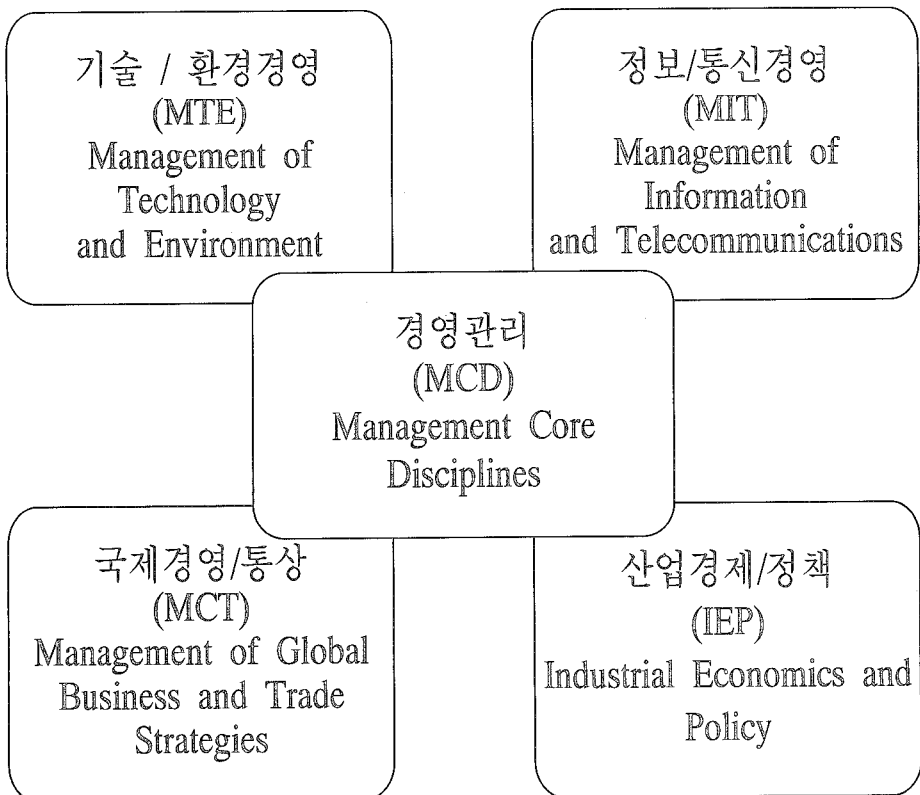 기술 / 환경경영
(MTE)
Management of
Technology
and Environment
정보/통신경영
(MIT)
Management of
Information
and Telecommunications
경영관리
(MCD)
Management Core
Disciplines
국제경영/통상
(MCT)
Management of Global
Business and Trade
Strategies
산업경제/정책
(IEP)
Industrial Economics and
Policy